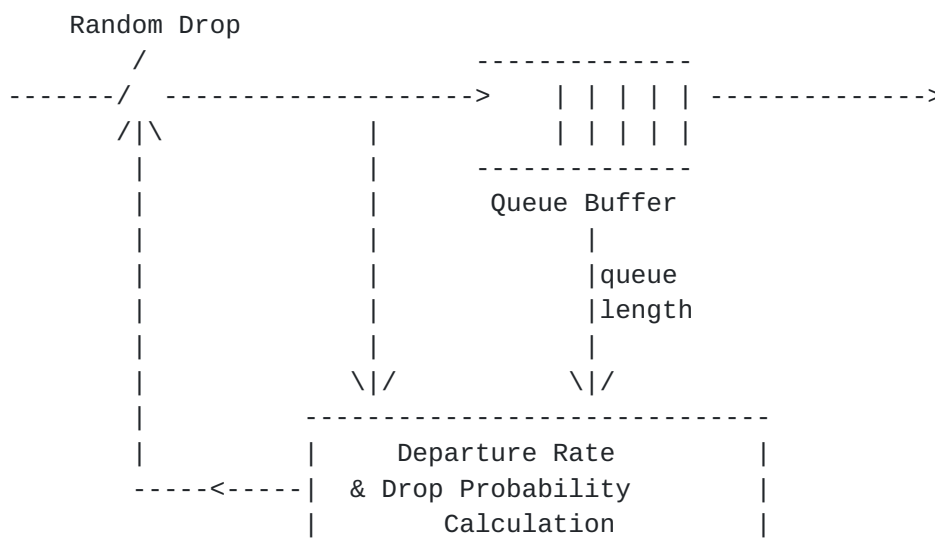 Random Drop
/ --------------
-------/ --------------------> | | | | | -------------->
/|\ | | | | | |
| | --------------
| | Queue Buffer
| | |
| | |queue
| | |length
| | |
| \|/ \|/
| ------------------------------
| | Departure Rate |
-----<-----| & Drop Probability |
| Calculation |